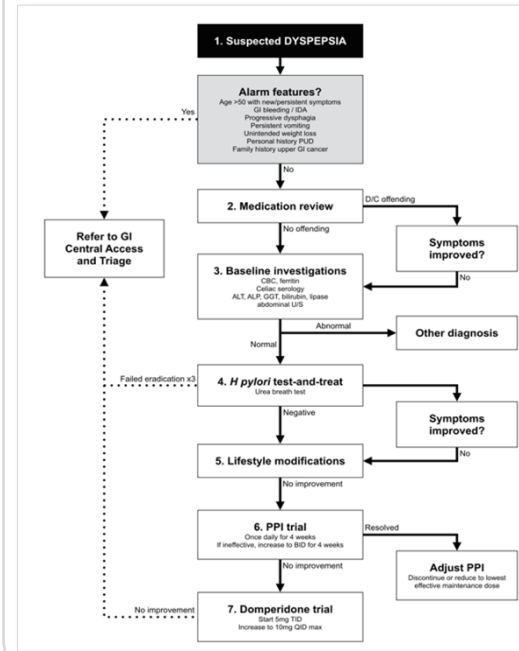 1. Suspected DYSPEPSIA
Alarm features?
Age >50 with new/persistent symptoms
GI bleeding / IDA
Progressive dysphagia
Persistent vomiting
Unintended weight loss
Personal history PUD
Family history upper GI cancer
Yes
No
2. Medication review
D/C offending
No offending
Refer to GI
Central Access
and Triage
Symptoms
improved?
No
3. Baseline investigations
CBC, ferritin
Celiac serology
ALT, ALP, GGT, bilirubin, lipase
abdominal U/S
Abnormal
Other diagnosis
Normal
Failed eradication x3
4. H pylori test-and-treat
Urea breath test
Negative
Symptoms
improved?
No
5. Lifestyle modifications
No improvement
6. PPI trial
Once daily for 4 weeks
If ineffective, increase to BID for 4 weeks
Resolved
No improvement
Adjust PPI
Discontinue or reduce to lowest
effective maintenance dose
No improvement
7. Domperidone trial
Start 5mg TID
Increase to 10mg QID max